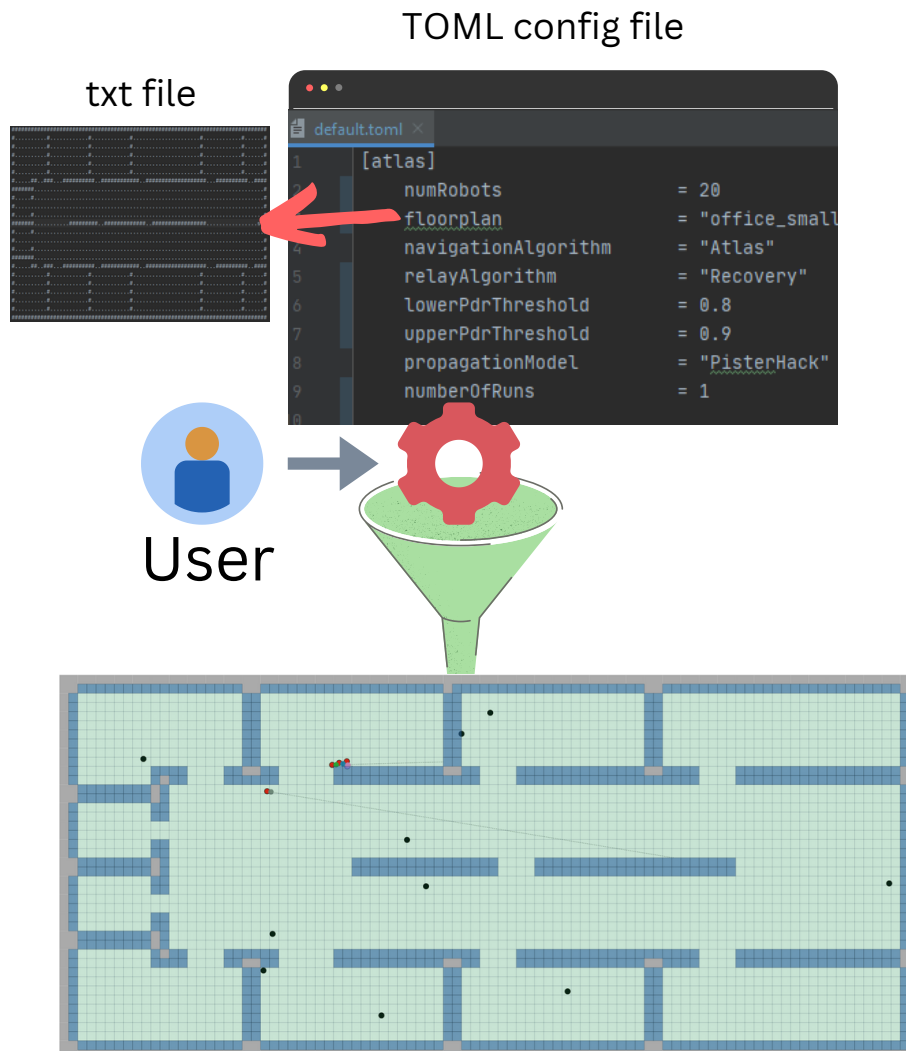 TOML config file
txt file
default.toml
1 [atlas]
2 numRobots = 20
floorplan = "office_small
4 navigationAlgorithm = "Atlas"
5 relayAlgorithm = "Recovery"
6 lowerPdrThreshold = 0.8
7 upperPdrThreshold = 0.9
8 propagationModel = "PisterHack"
9 numberOfRuns = 1
User